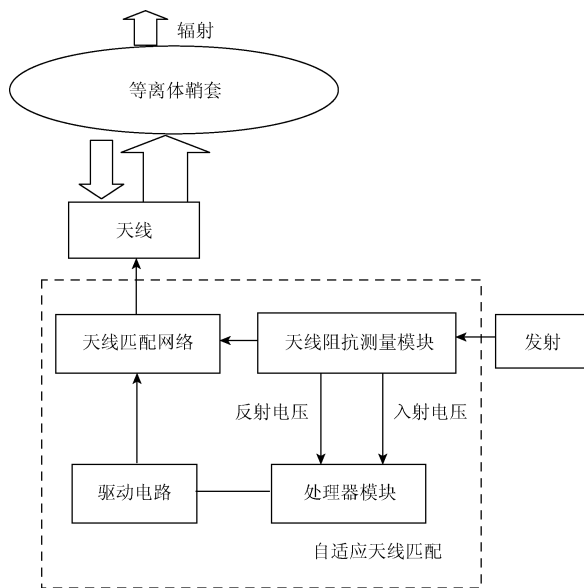 辐射
等离体鞘套
天线
天线匹配网络
天线阻抗测量模块
发射
反射电压
入射电压
驱动电路
处理器模块
自适应天线匹配